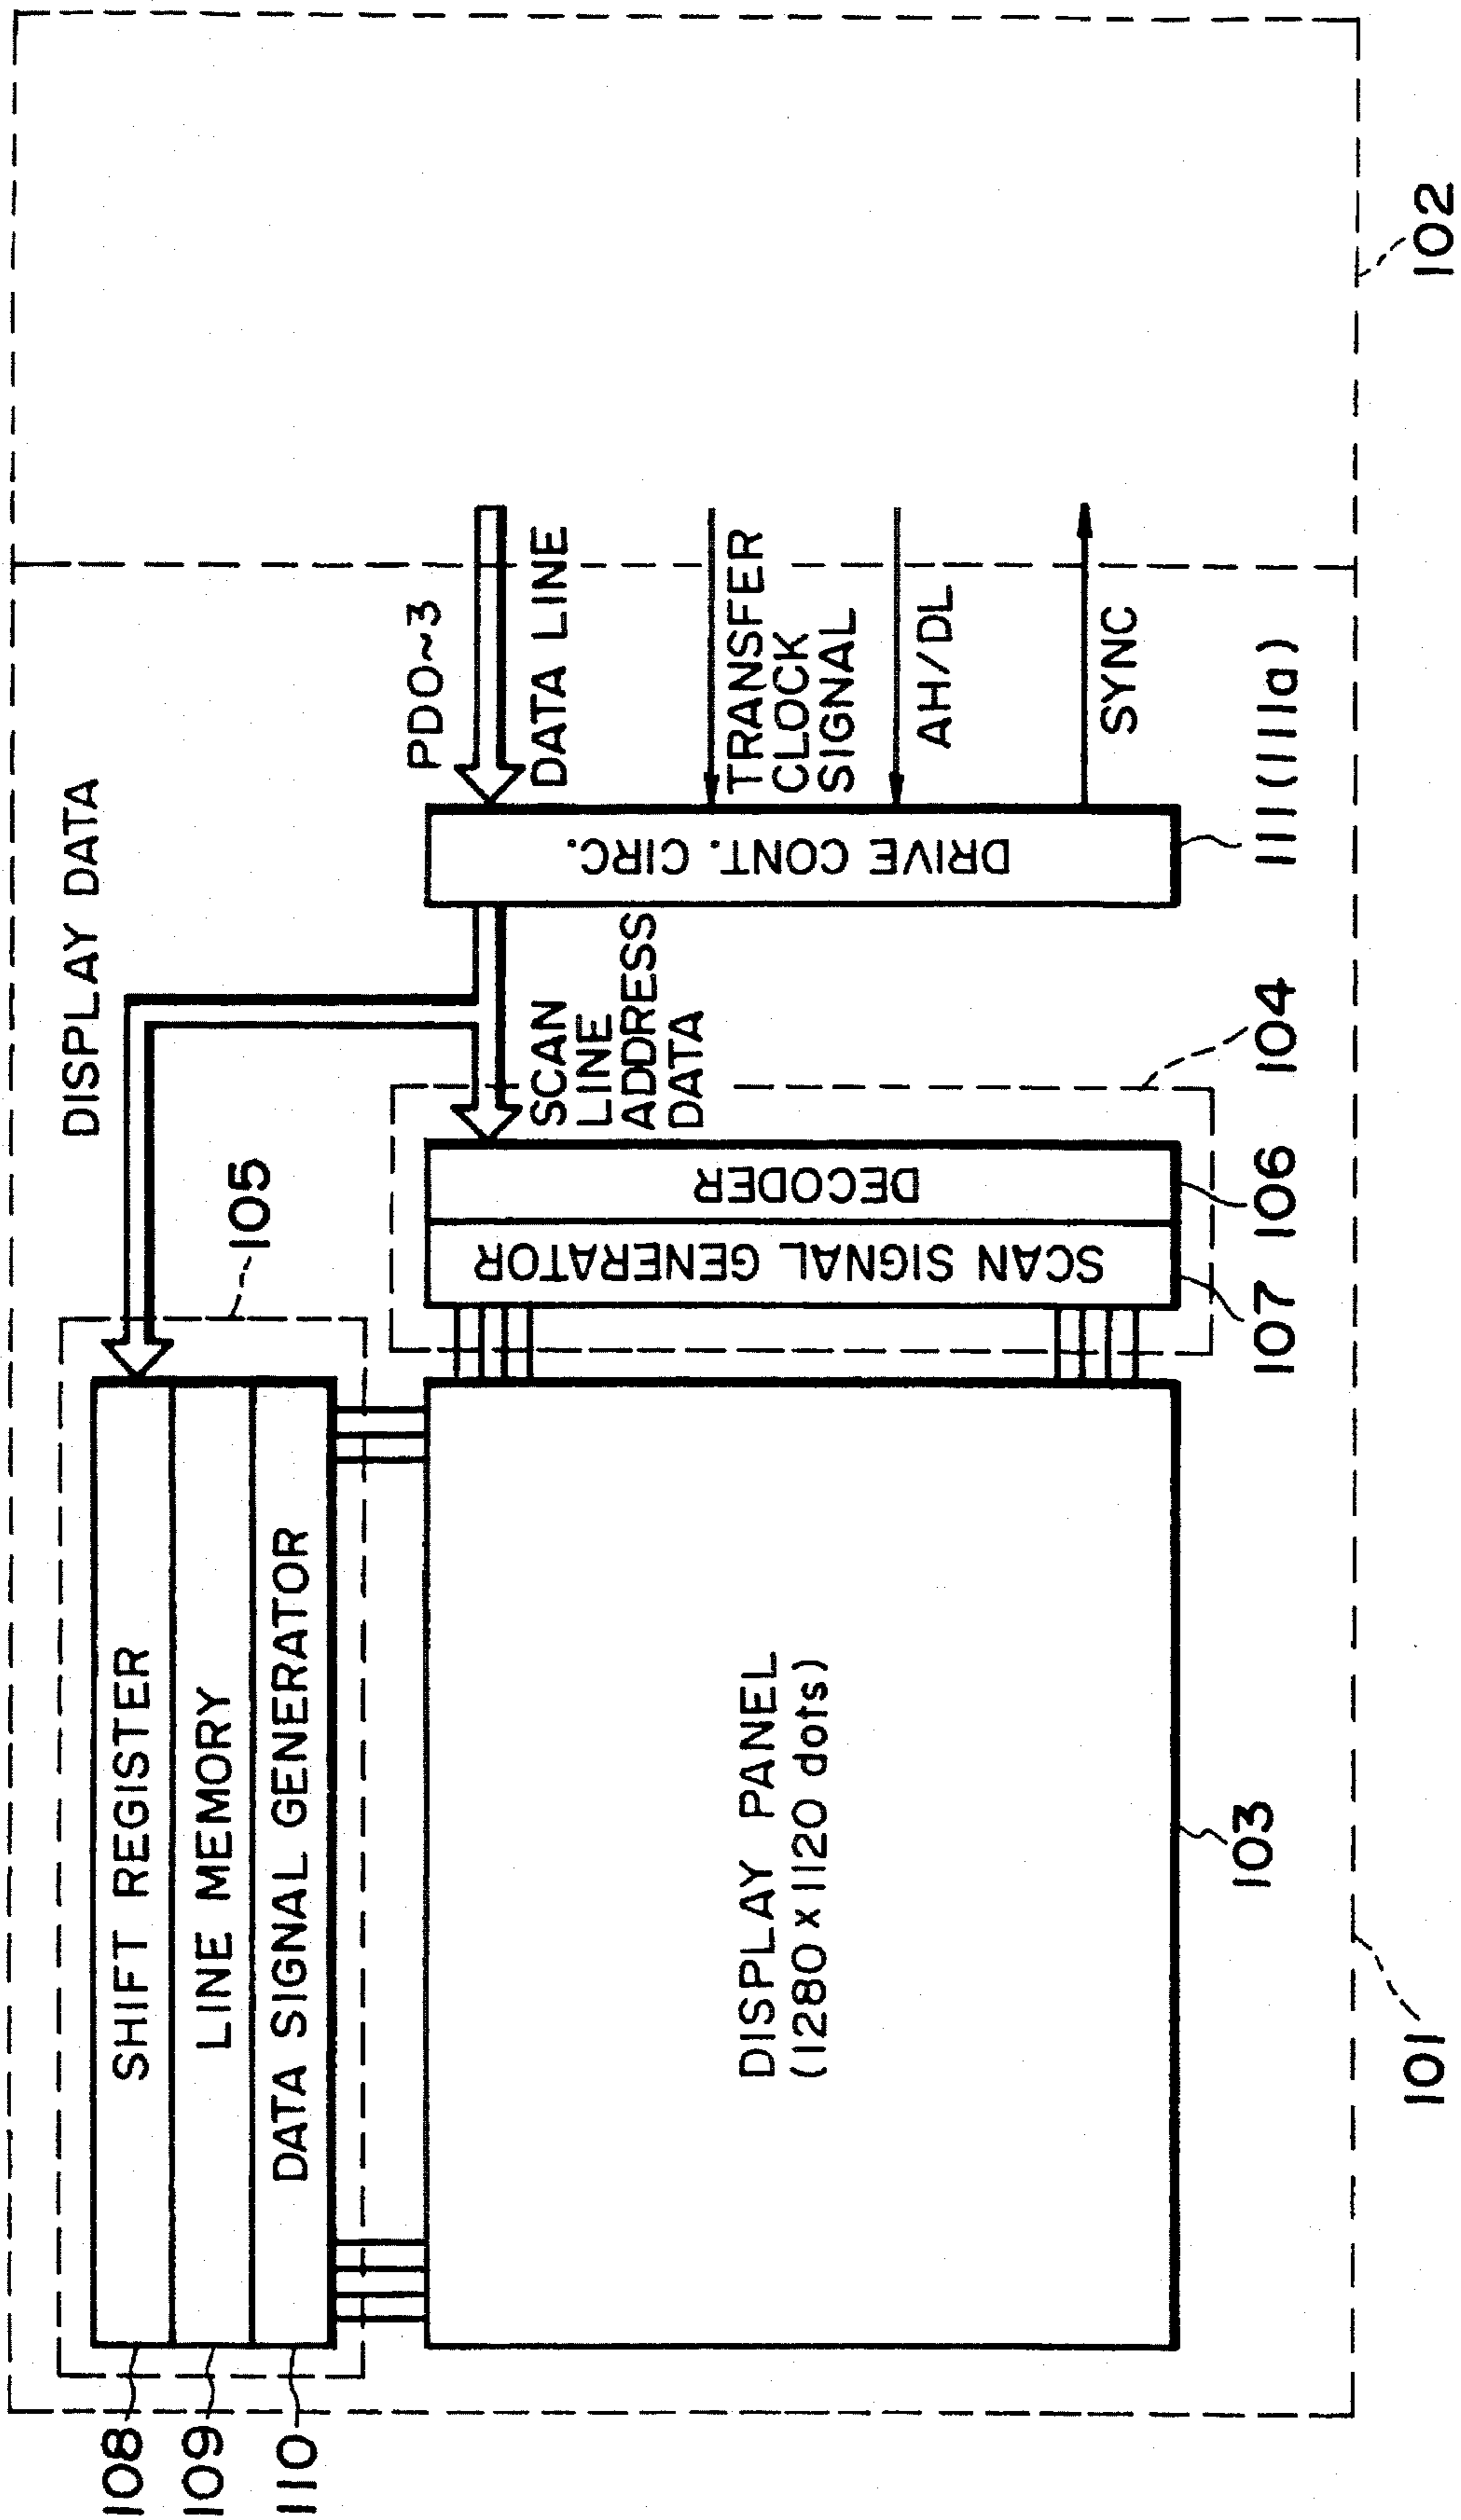 108
SHIFT REGISTER
109
LINE MEMORY
110
DATA SIGNAL GENERATOR
105
DISPLAY DATA
DISPLAY PANEL
(1280 x 1120 dots)
103
101
SCAN SIGNAL GENERATOR
107
DECODER
106
104
SCAN
LINE
ADDRESS
DATA
DRIVE CONT. CIRC.
111(111a)
PD0~3
DATA LINE
TRANSFER
CLOCK
SIGNAL
AH/DL
SYNC
102